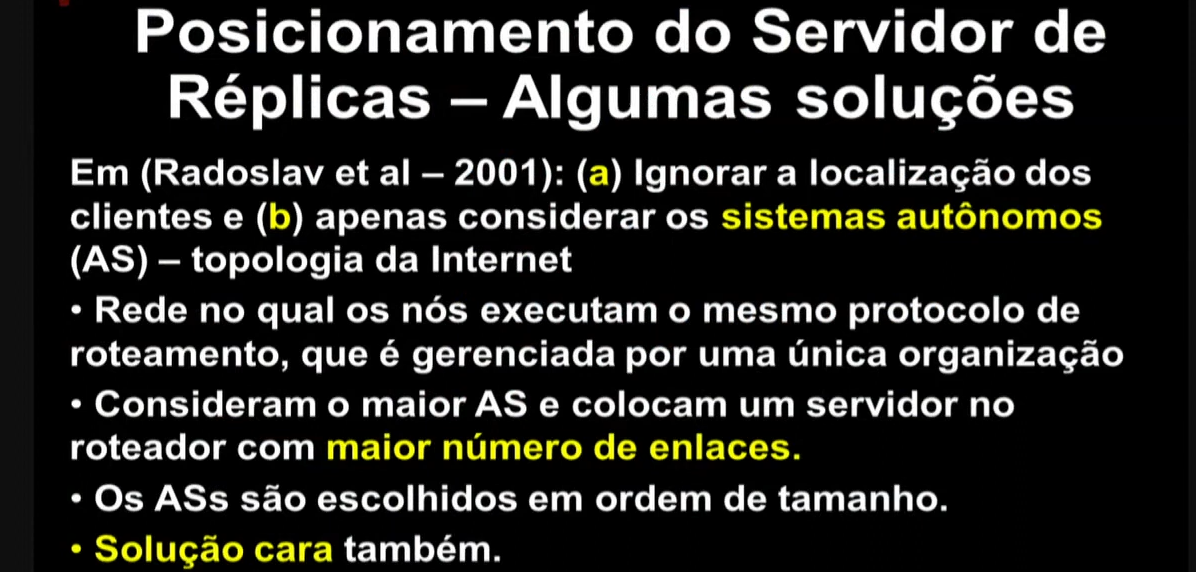 Posicionamento do Servidor de
Réplicas – Algumas soluções
Em (Radoslav et al – 2001): (a) Ignorar a localização dos
clientes e (b) apenas considerar os sistemas autônomos
(AS) – topologia da Internet
• Rede no qual os nós executam o mesmo protocolo de
roteamento, que é gerenciada por uma única organização
• Consideram o maior AS e colocam um servidor no
roteador com maior número de enlaces.
• Os ASs são escolhidos em ordem de tamanho.
• Solução cara também.